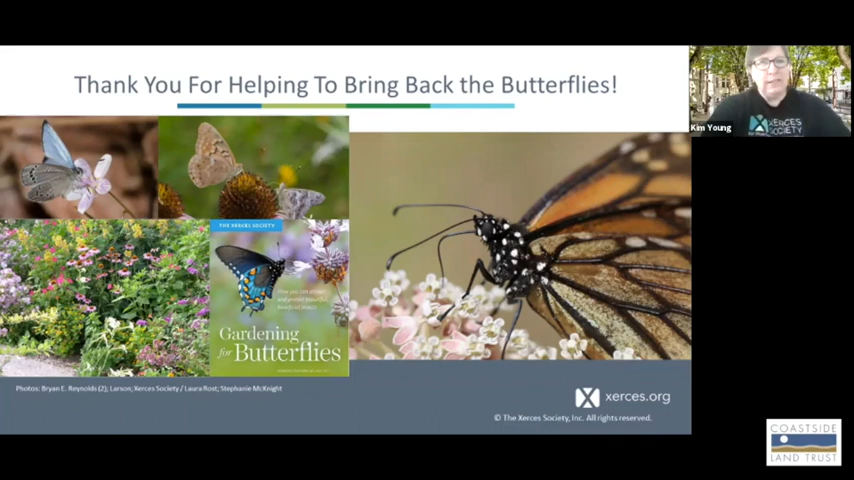 Thank You For Helping To Bring Back the Butterflies!
Kim Young
XERCES
SOCIETY
THE XERCES SOCIETY
Gardening
for Butterflies
Photos: Bryan E. Reynolds (2); Larson; Xerces Society / Laura Rost; Stephanie McKnight
xerces.org
© The Xerces Society, Inc. All rights reserved.
COASTSIDE
LAND TRUST